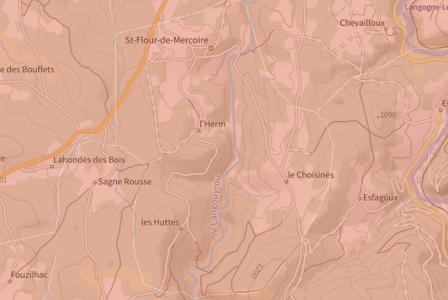 Langogne-L
Chevailloux
St-Flour-de-Mercoire
e des Bouffets
1090
l'Herm
Lahondès des Bois
Sagne Rousse
le Choisinès
Esfagoux
les Huttes
le Langouyrou
Fouzilhac